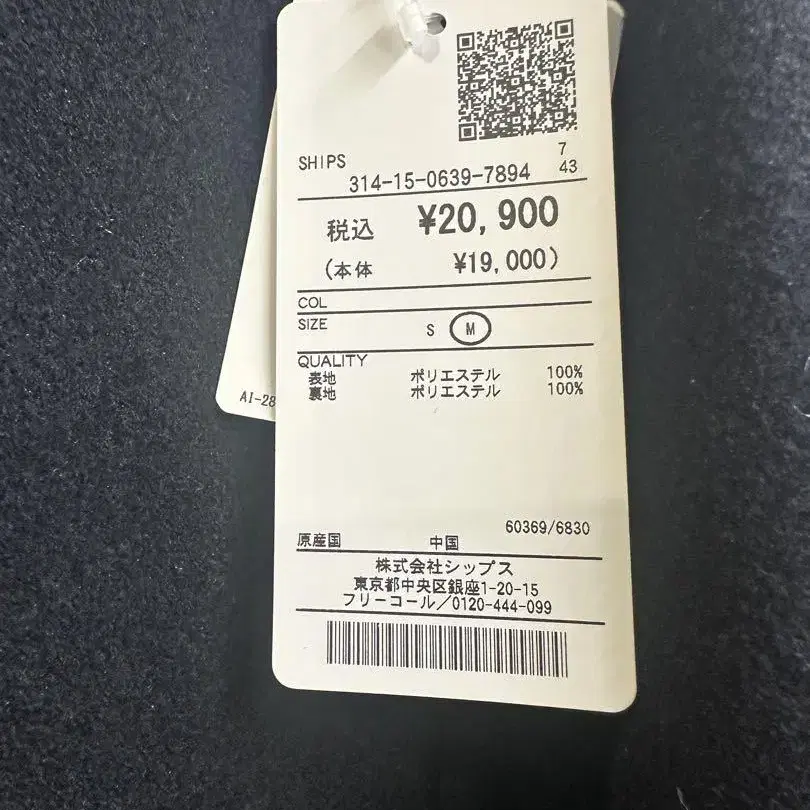 SHIPS
7
314-15-0639-7894 43
税込 ¥20,900
(本体 ¥19,000)
COL
SIZE S M
QUALITY
表地 ポリエステル 100%
裏地 ポリエステル 100%
AI-28
60369/6830
原産国 中国
株式会社シップス
東京都中央区銀座1-20-15
フリーコール/0120-444-099